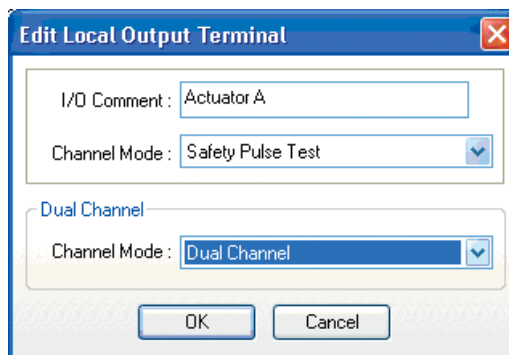 Edit Local Output Terminal
I/O Comment : Actuator A
Channel Mode : Safety Pulse Test
Dual Channel
Channel Mode : Dual Channel
OK Cancel